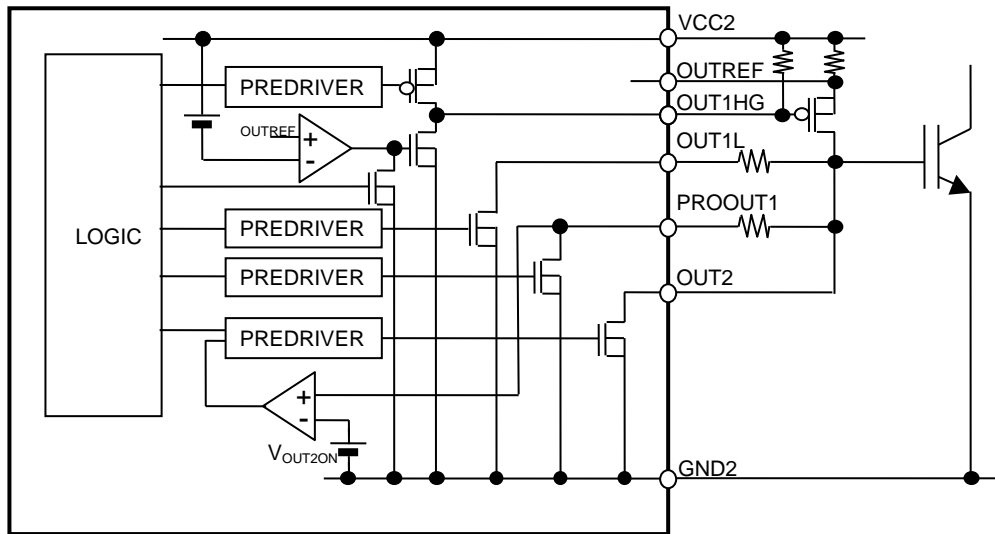 VCC2
OUTREF
OUT1HG
OUT1L
PROOUT1
OUT2
GND2
LOGIC
PREDRIVER
OUTREF
+
-
PREDRIVER
PREDRIVER
PREDRIVER
+
-
VOUT2ON